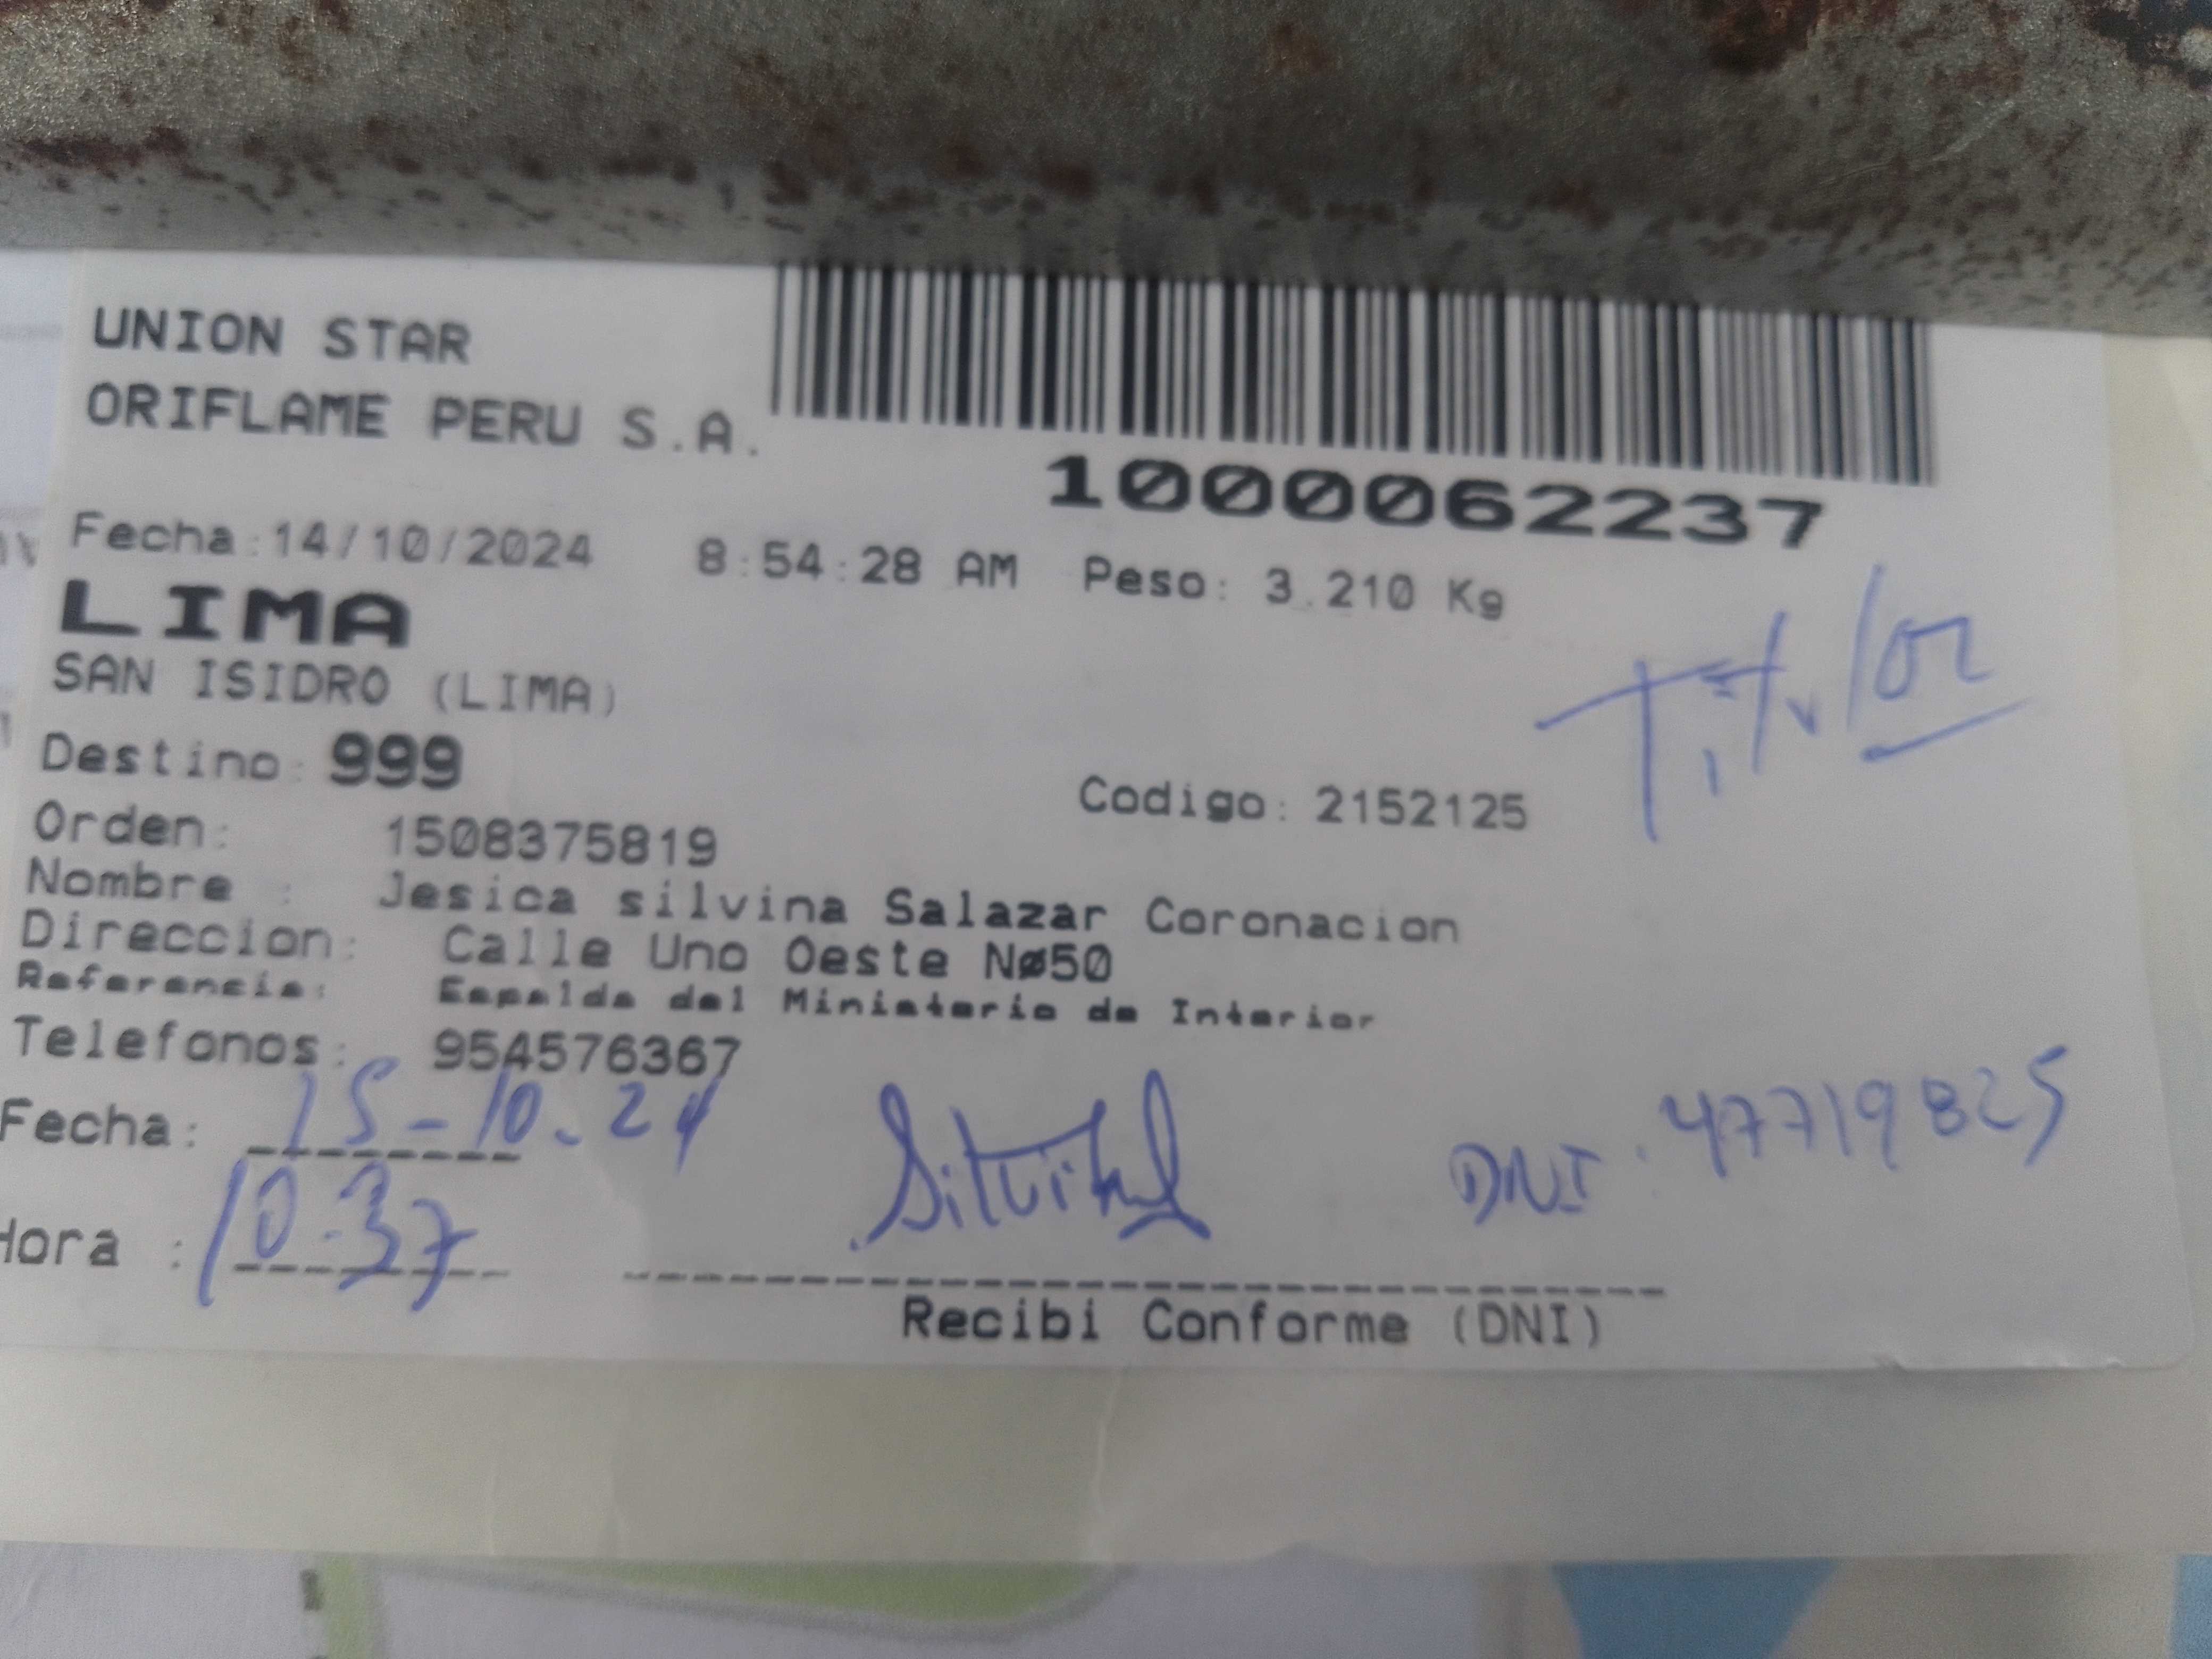 UNION STAR
ORIFLAME PERU S.A.
1000062237
Fecha:14/10/2024 8:54:28 AM Peso: 3.210 Kg
LIMA
SAN ISIDRO (LIMA)
Destino: 999
Codigo: 2152125
Orden: 1508375819
Nombre : Jesica silvina Salazar Coronacion
Direccion: Calle Uno Oeste Nø50
Referencia: Espalda del Ministerio de Interior
Telefonos: 954576367
Fecha: 15-10.24
DNI: 47719825
Hora : 10:37
Recibi Conforme (DNI)